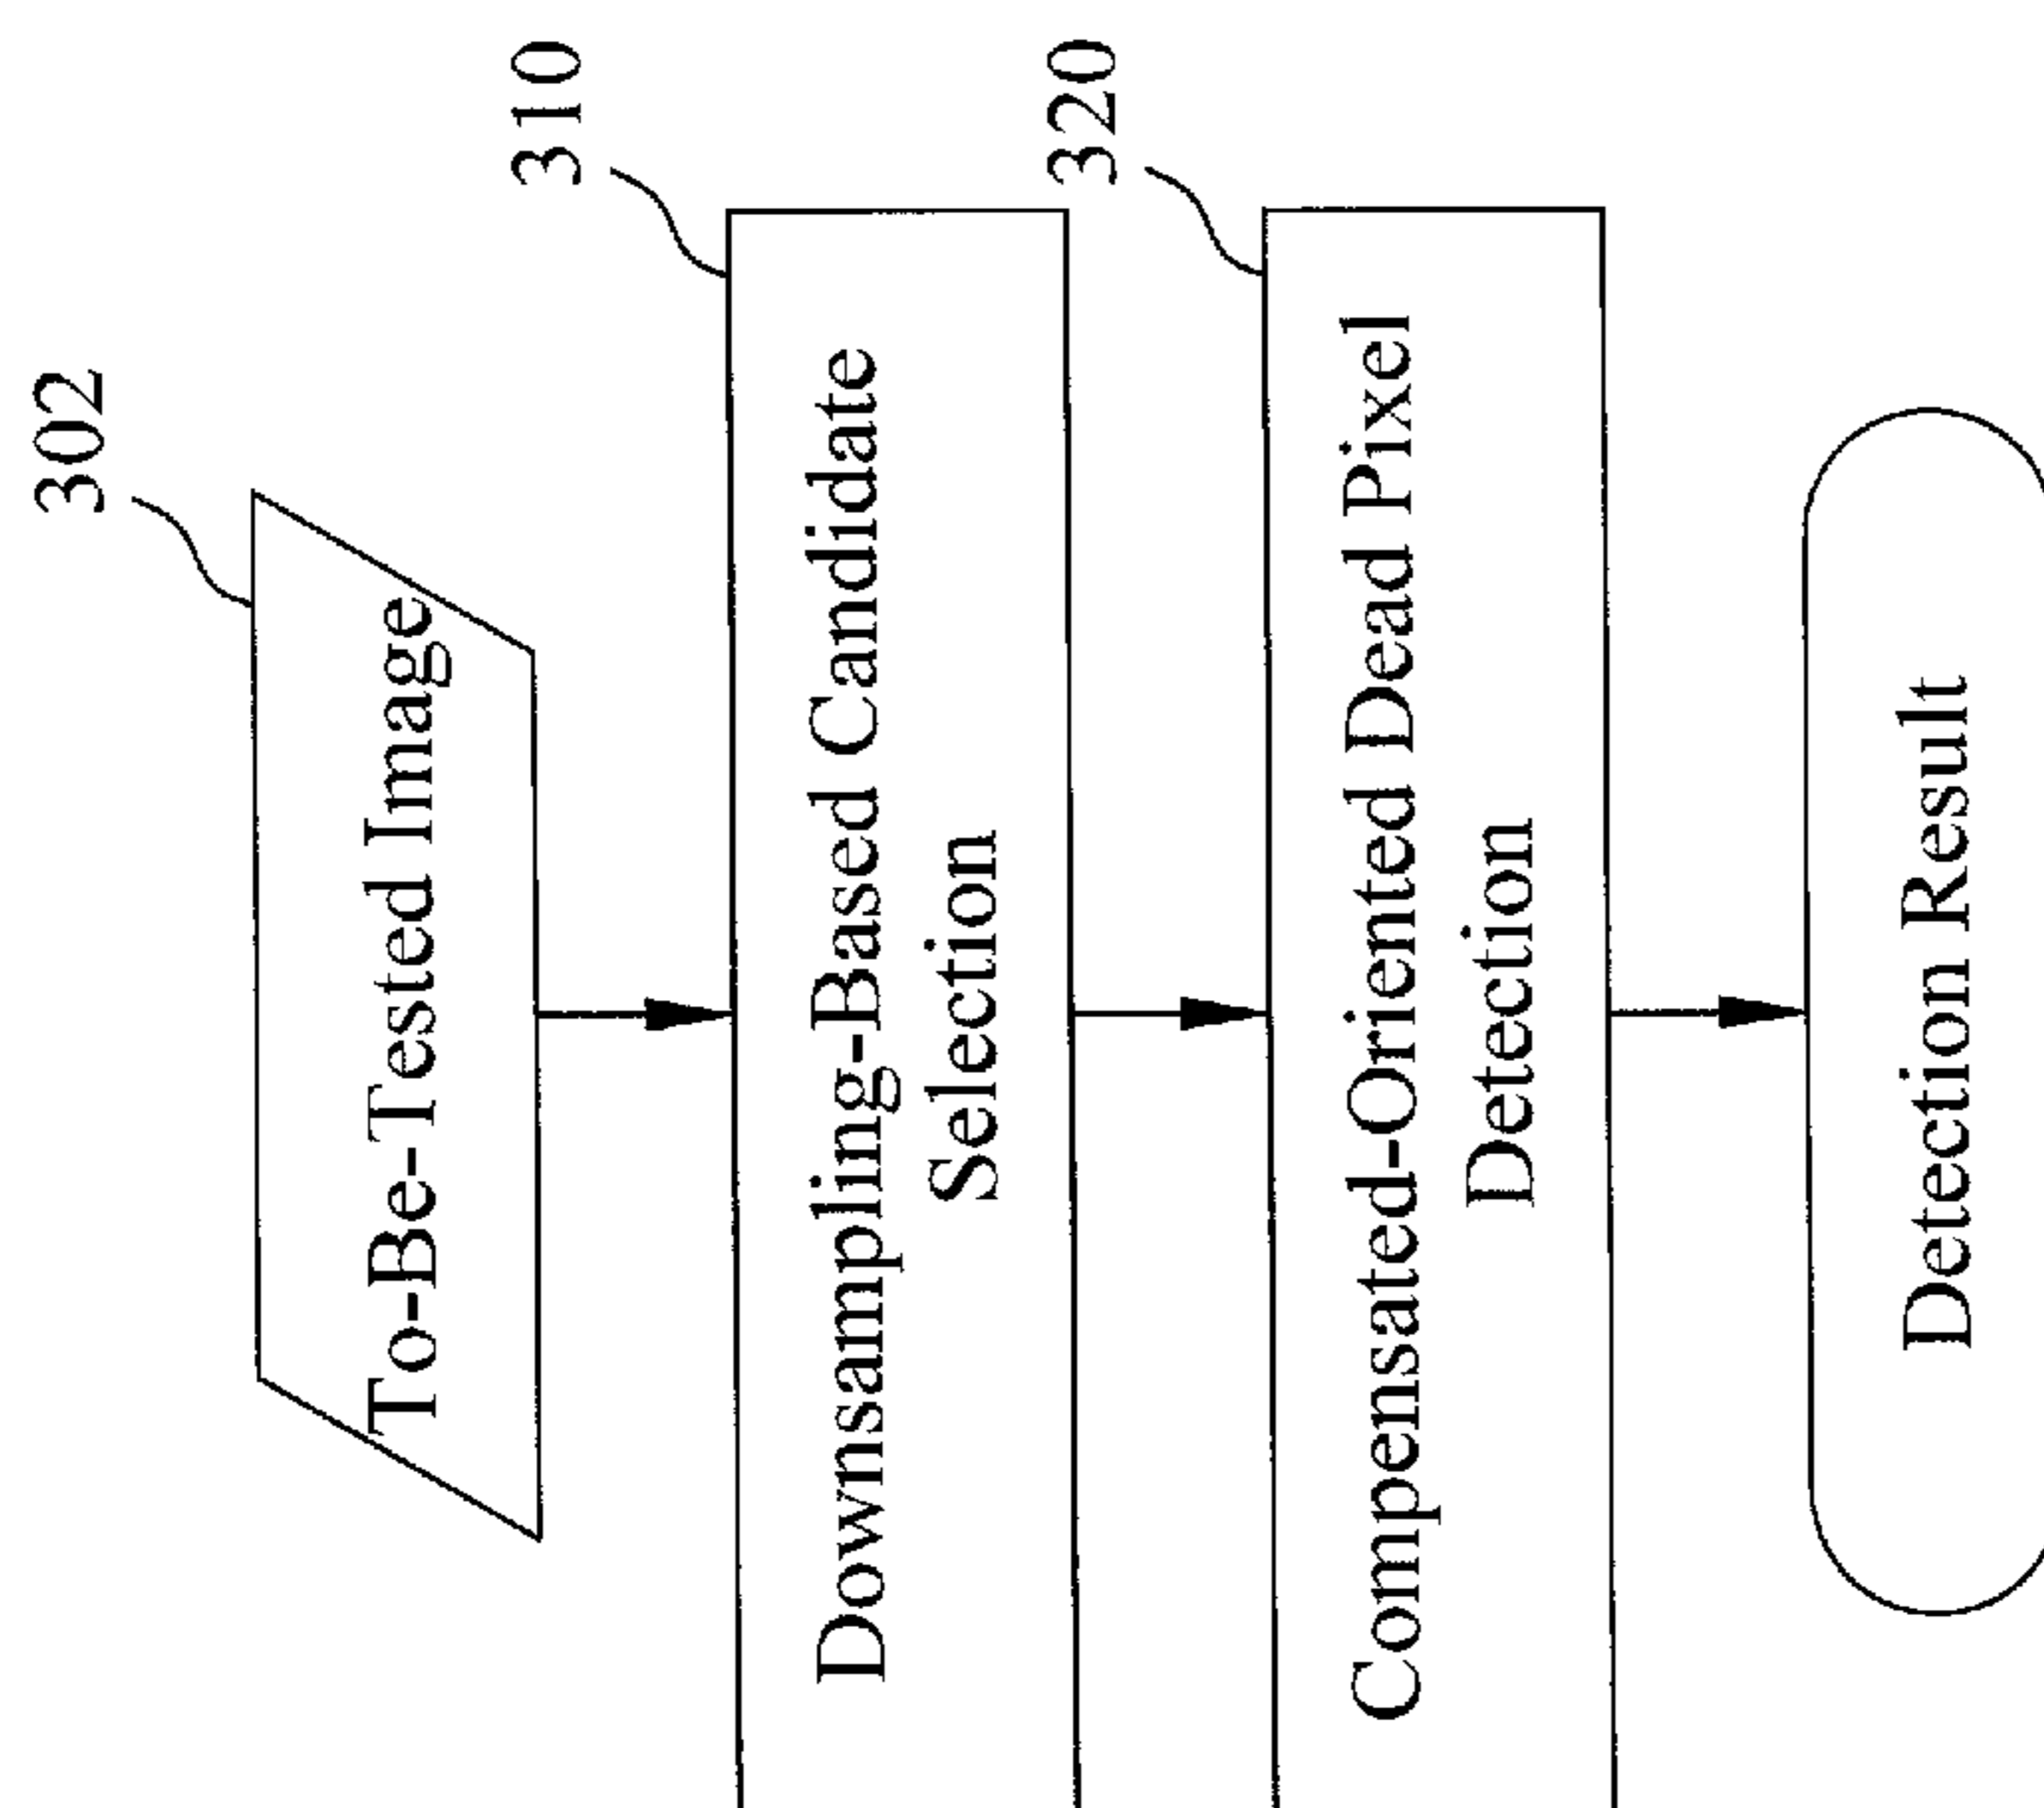 302
To-Be-Tested Image
310
Downsampling-Based Candidate
Selection
320
Compensated-Oriented Dead Pixel
Detection
Detection Result